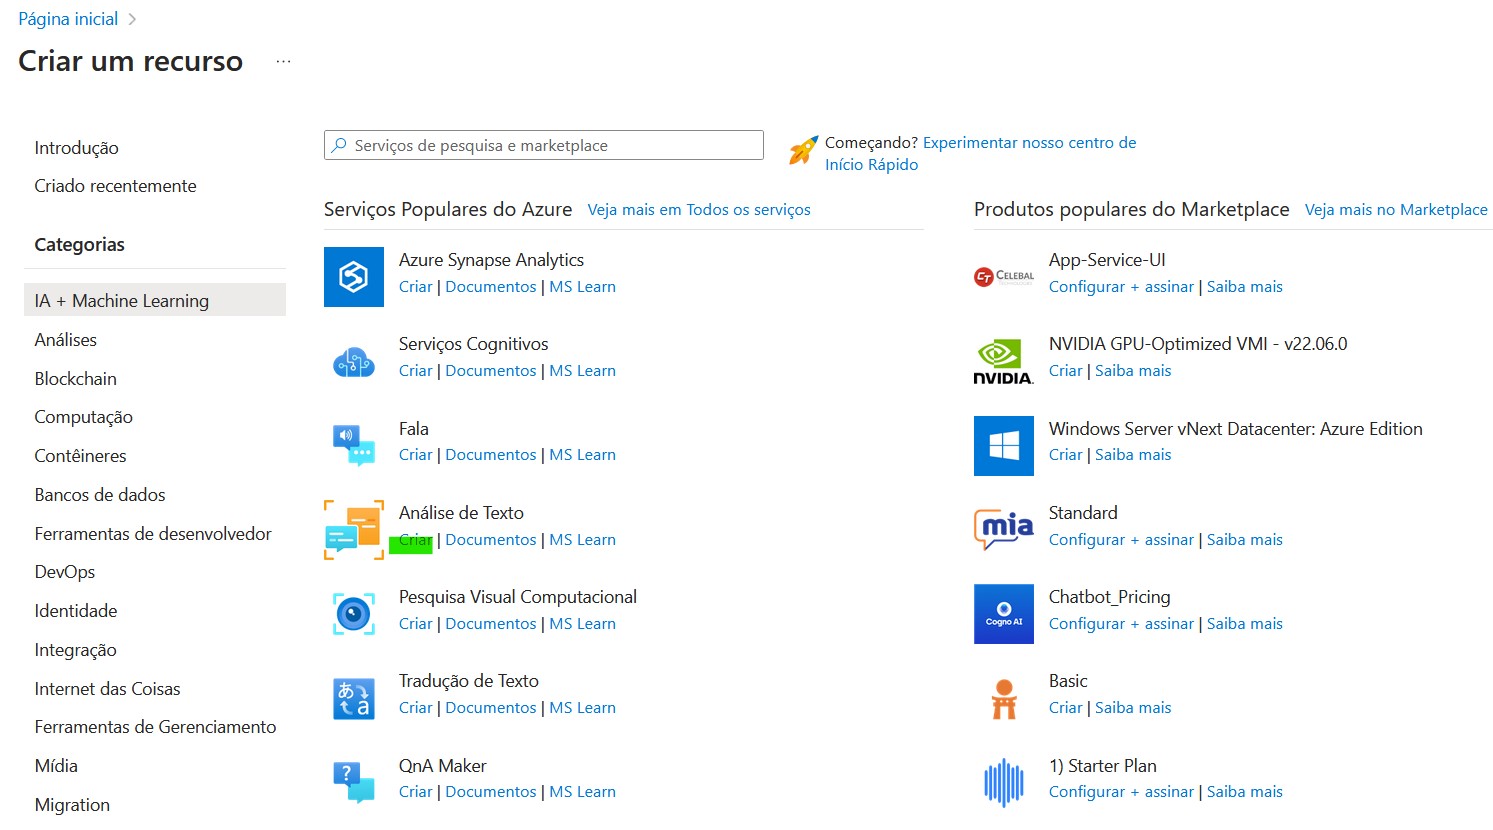 Página inicial
Criar um recurso
Introdução
Criado recentemente
Categorias
IA + Machine Learning
Análises
Blockchain
Computação
Contêineres
Bancos de dados
Ferramentas de desenvolvedor
DevOps
Identidade
Integração
Internet das Coisas
Ferramentas de Gerenciamento
Mídia
Migration
Serviços de pesquisa e marketplace
Começando? Experimentar nosso centro de
Início Rápido
Serviços Populares do Azure Veja mais em Todos os serviços
Azure Synapse Analytics
Criar | Documentos | MS Learn
Serviços Cognitivos
Criar | Documentos | MS Learn
Fala
Criar | Documentos | MS Learn
Análise de Texto
Criar | Documentos | MS Learn
Pesquisa Visual Computacional
Criar | Documentos | MS Learn
Tradução de Texto
Criar | Documentos | MS Learn
QnA Maker
Criar | Documentos | MS Learn
Produtos populares do Marketplace Veja mais no Marketplace
CT CELEBAL
App-Service-UI
Configurar + assinar | Saiba mais
NVIDIA.
NVIDIA GPU-Optimized VMI - v22.06.0
Criar | Saiba mais
Windows Server vNext Datacenter: Azure Edition
Criar | Saiba mais
mia
Standard
Configurar + assinar | Saiba mais
Cogno AI
Chatbot_Pricing
Configurar + assinar | Saiba mais
Basic
Criar | Saiba mais
1) Starter Plan
Configurar + assinar | Saiba mais